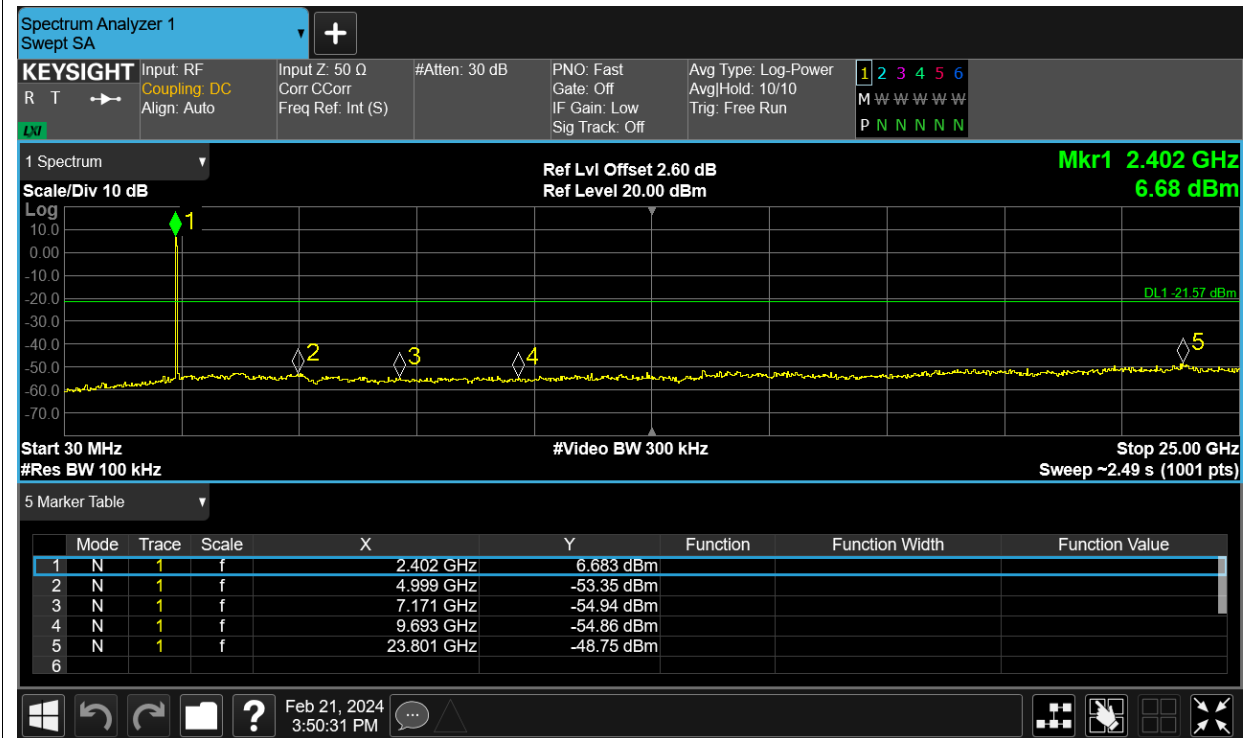 Spectrum Analyzer 1
Swept SA
+
KEYSIGHT
R T
LXI
Input: RF
Coupling: DC
Align: Auto
Input Z: 50 Ω
Corr CCorr
Freq Ref: Int (S)
#Atten: 30 dB
PNO: Fast
Gate: Off
IF Gain: Low
Sig Track: Off
Avg Type: Log-Power
Avg|Hold: 10/10
Trig: Free Run
1 2 3 4 5 6
M W W W W W
P N N N N N
1 Spectrum
Scale/Div 10 dB
Ref Lvl Offset 2.60 dB
Ref Level 20.00 dBm
Mkr1 2.402 GHz
6.68 dBm
Log
10.0
0.00
-10.0
-20.0
-30.0
-40.0
-50.0
-60.0
-70.0
1
2
3
4
5
DL1 -21.57 dBm
Start 30 MHz
#Res BW 100 kHz
#Video BW 300 kHz
Stop 25.00 GHz
Sweep ~2.49 s (1001 pts)
5 Marker Table
Mode Trace Scale X Y Function Function Width Function Value
1 N 1 f 2.402 GHz 6.683 dBm
2 N 1 f 4.999 GHz -53.35 dBm
3 N 1 f 7.171 GHz -54.94 dBm
4 N 1 f 9.693 GHz -54.86 dBm
5 N 1 f 23.801 GHz -48.75 dBm
6
?
Feb 21, 2024
3:50:31 PM